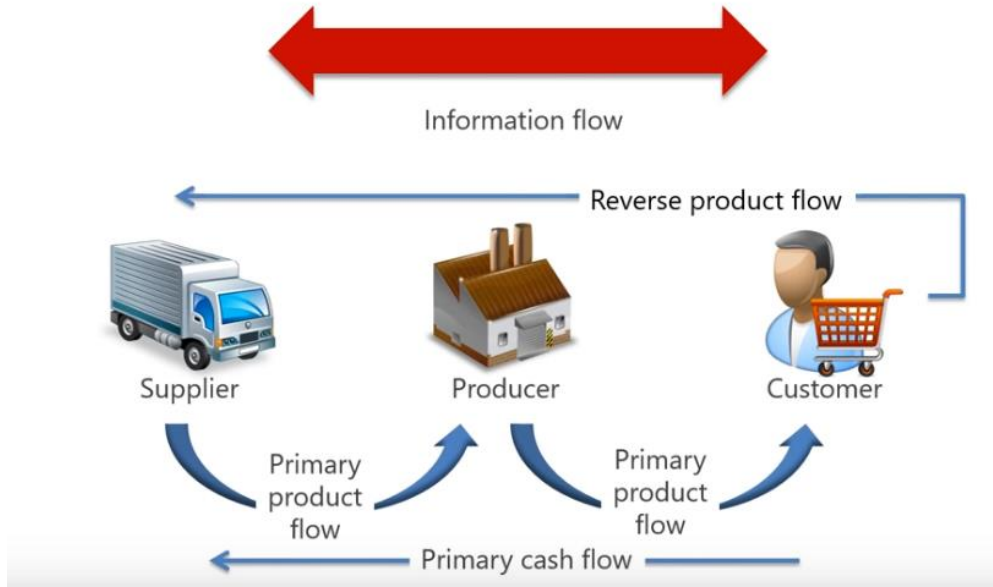 Information flow
Reverse product flow
Supplier
Producer
Customer
Primary
product
flow
Primary
product
flow
Primary cash flow